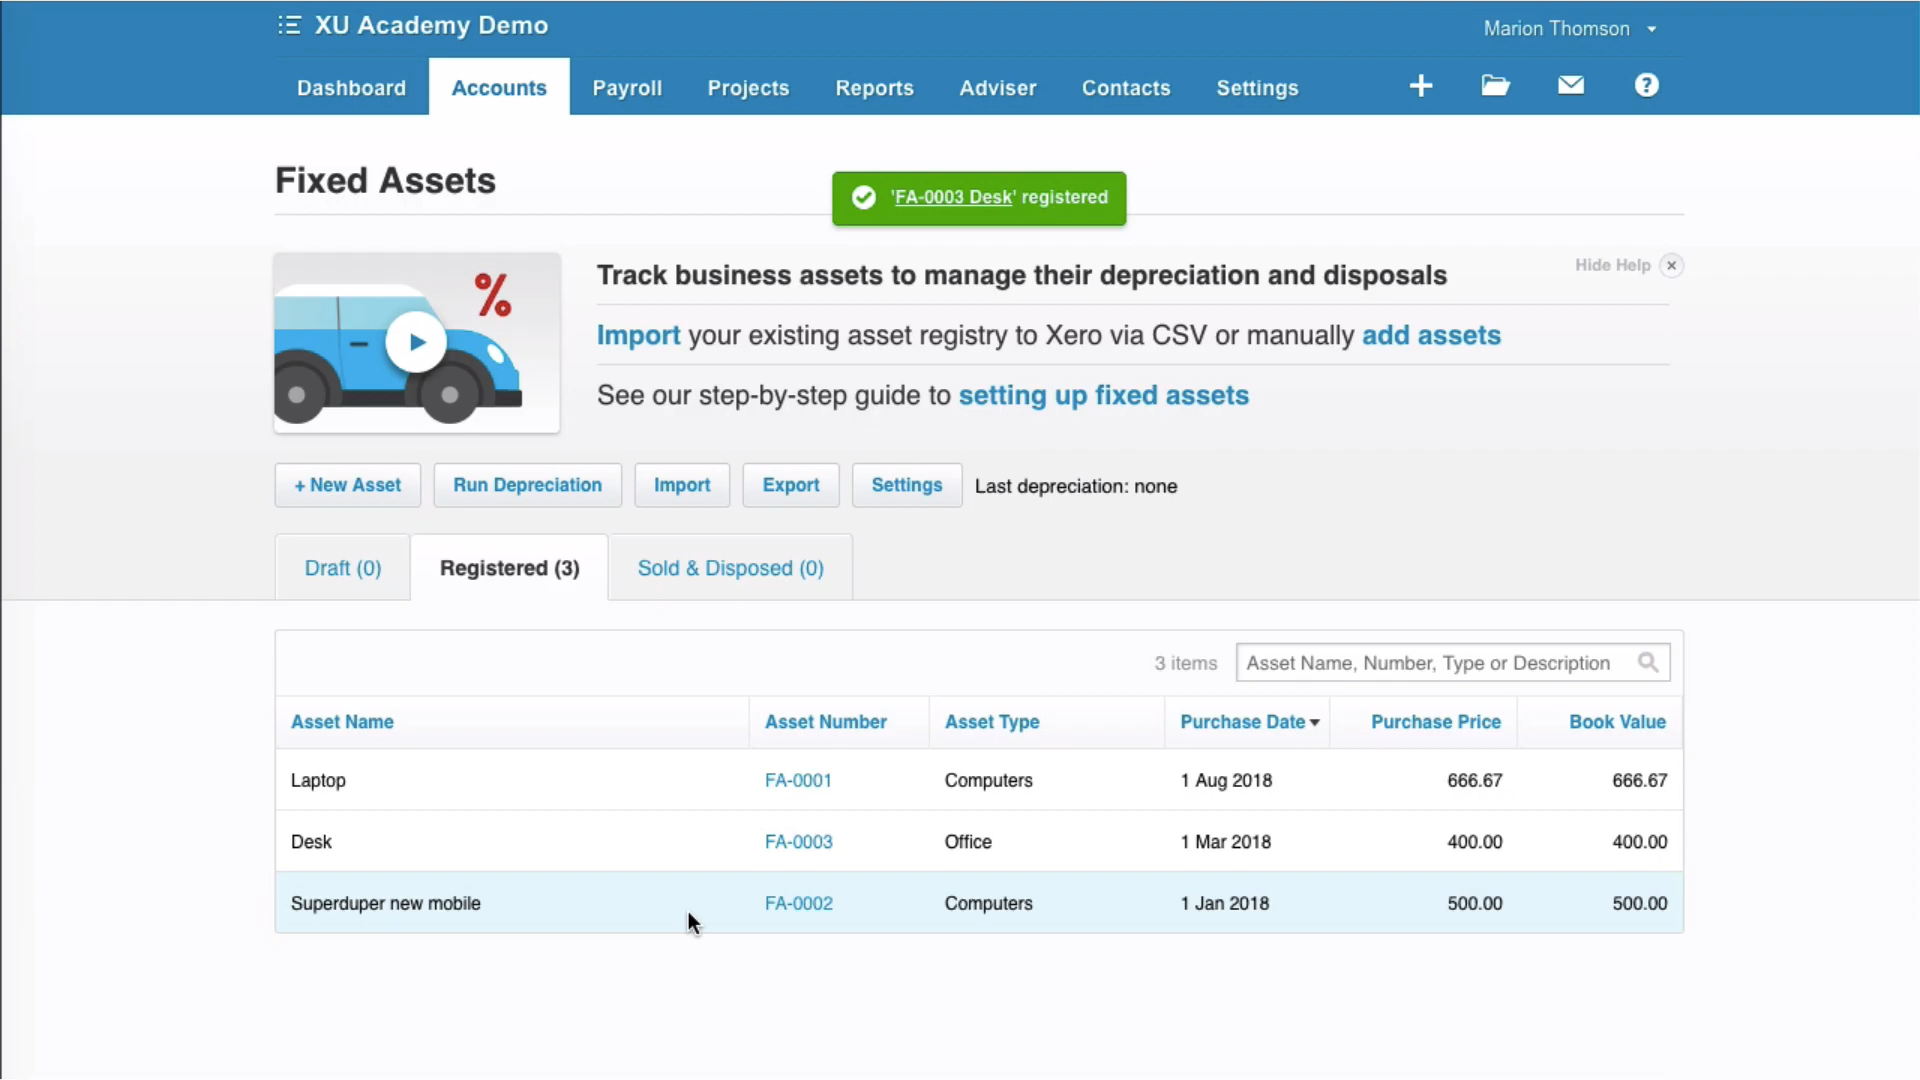 XU Academy Demo
Marion Thomson
Dashboard Accounts Payroll Projects Reports Adviser Contacts Settings
Fixed Assets
'FA-0003 Desk' registered
%
Track business assets to manage their depreciation and disposals
Hide Help
Import your existing asset registry to Xero via CSV or manually add assets
See our step-by-step guide to setting up fixed assets
+ New Asset Run Depreciation Import Export Settings Last depreciation: none
Draft (0) Registered (3) Sold & Disposed (0)
3 items Asset Name, Number, Type or Description
Asset Name Asset Number Asset Type Purchase Date Purchase Price Book Value
Laptop FA-0001 Computers 1 Aug 2018 666.67 666.67
Desk FA-0003 Office 1 Mar 2018 400.00 400.00
Superduper new mobile FA-0002 Computers 1 Jan 2018 500.00 500.00